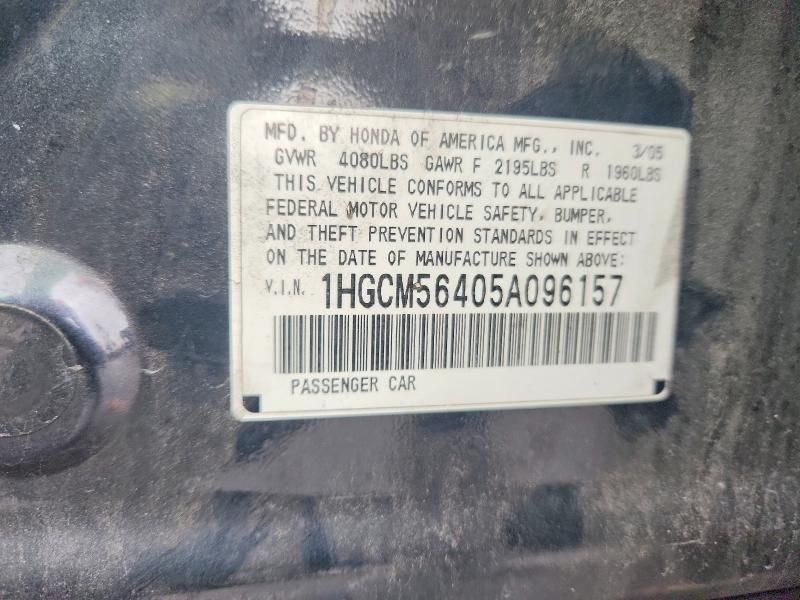 MFD. BY HONDA OF AMERICA MFG., INC. 3/05
GVWR 4080LBS GAWR F 2195LBS R 1960LBS
THIS VEHICLE CONFORMS TO ALL APPLICABLE
FEDERAL MOTOR VEHICLE SAFETY, BUMPER,
AND THEFT PREVENTION STANDARDS IN EFFECT
ON THE DATE OF MANUFACTURE SHOWN ABOVE:
V.I.N. 1HGCM56405A096157
PASSENGER CAR